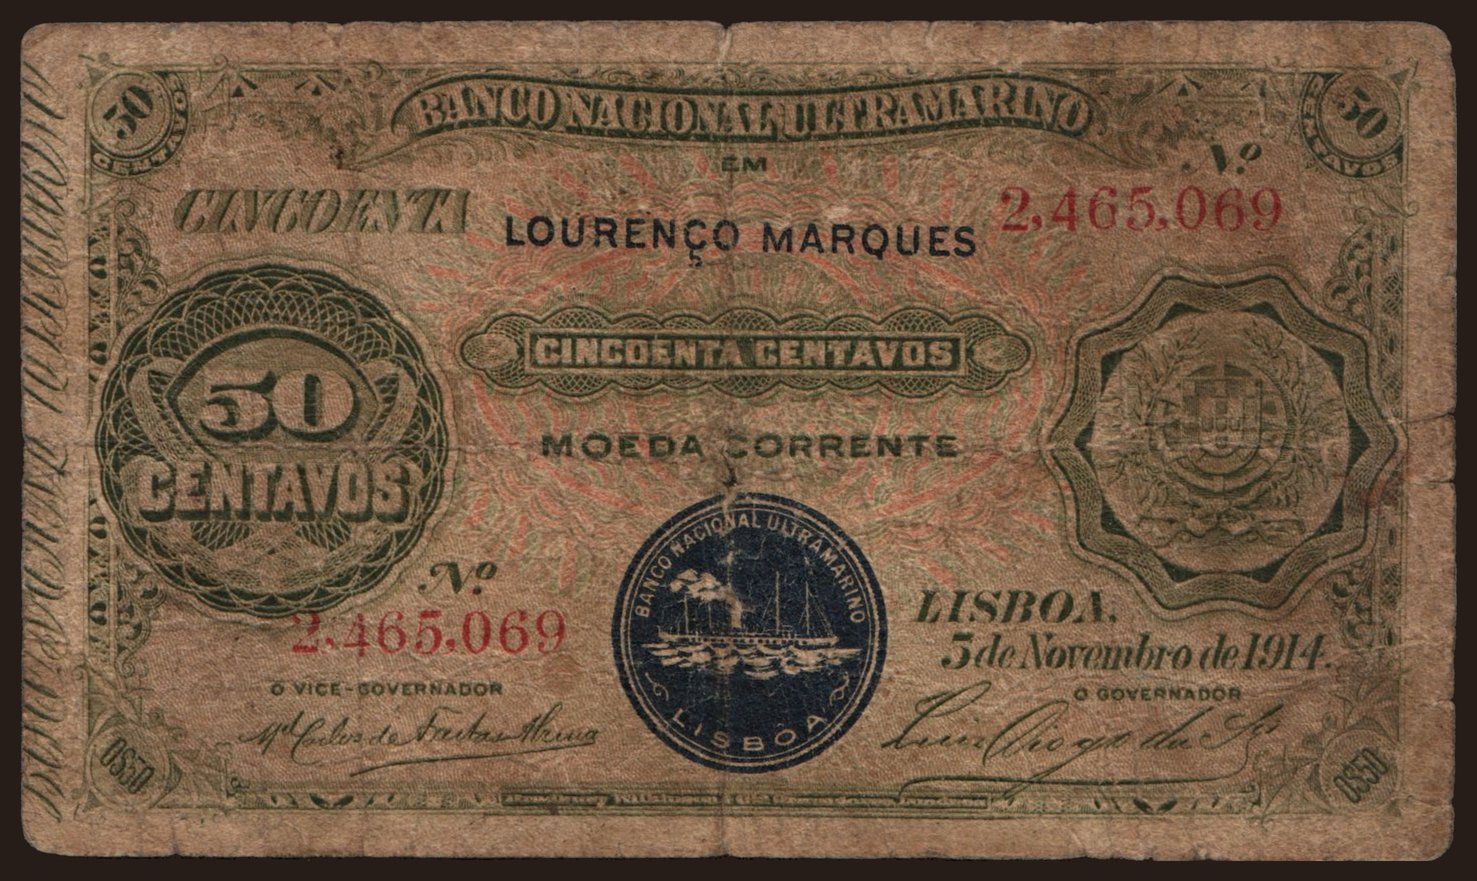 50
CENTAVOS
BANCO NACIONAL ULTRAMARINO
50
CENTAVOS
EM
Nº
CINCOENTA
LOURENÇO MARQUES
2,465,069
CINCOENTA CENTAVOS
50
CENTAVOS
MOEDA CORRENTE
Nº
2,465,069
BANCO NACIONAL ULTRAMARINO
LISBOA
LISBOA,
5 de Novembro de 1914.
O VICE-GOVERNADOR
O GOVERNADOR
0$50
0$50